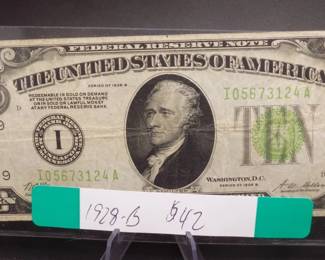 FEDERAL RESERVE NOTE
THE UNITED STATES OF AMERICA
REDEEMABLE IN GOLD ON DEMAND
AT THE UNITED STATES TREASURY
OR IN GOLD OR LAWFUL MONEY
AT ANY FEDERAL RESERVE BANK
SERIES OF 1928 B
I05673124A
D
9
I
TEN
9
I05673124A
WASHINGTON, D.C.
SERIES OF 1928 B
1928-B $42